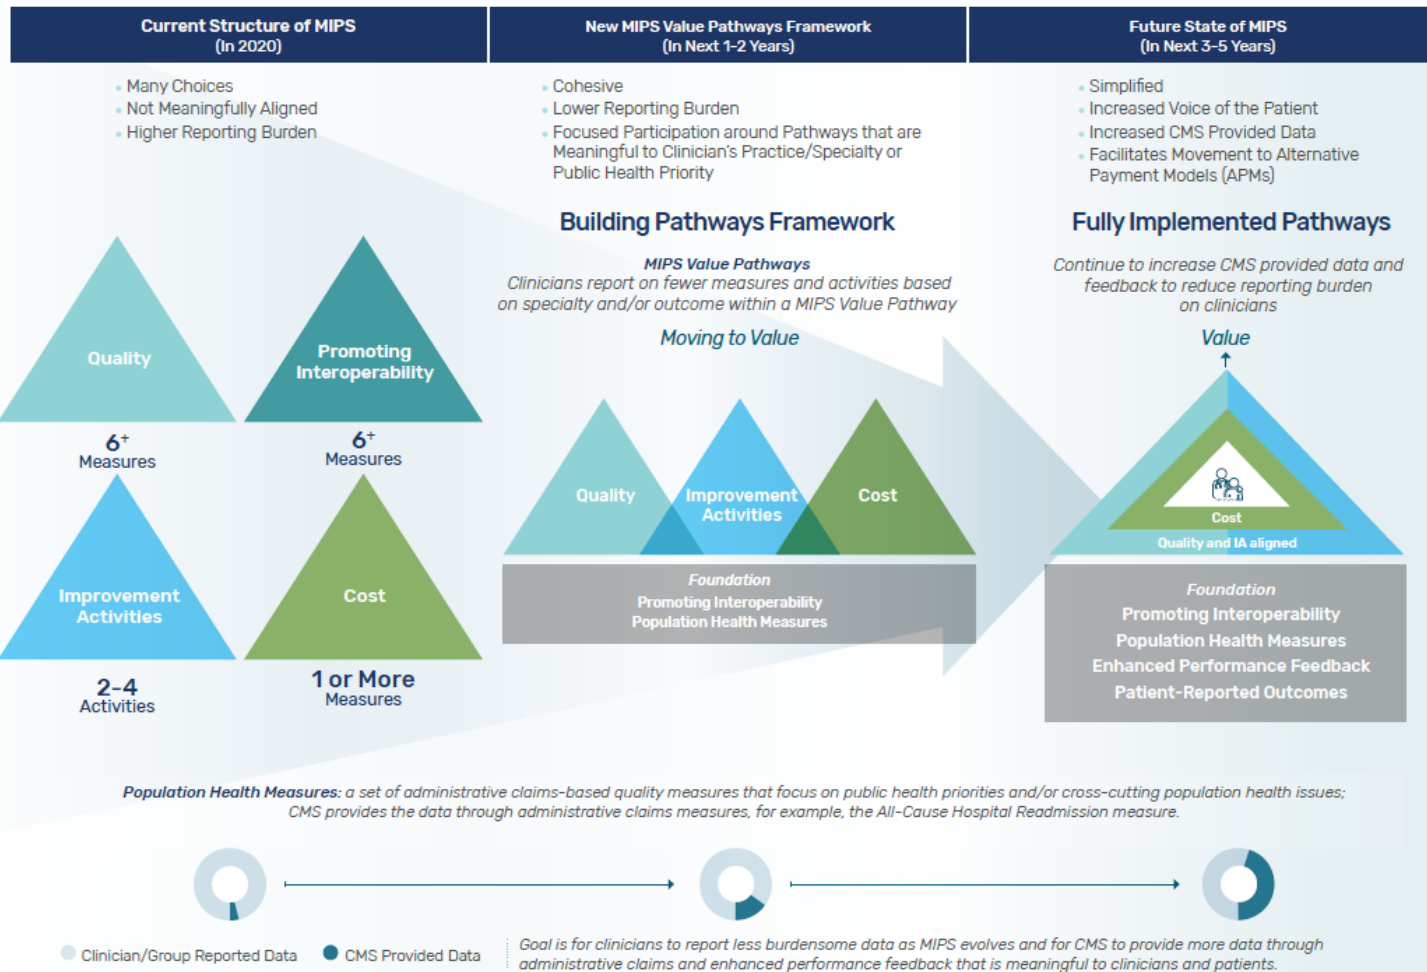 Current Structure of MIPS
(In 2020)
• Many Choices
• Not Meaningfully Aligned
• Higher Reporting Burden
Quality
6+
Measures
Promoting
Interoperability
6+
Measures
Improvement
Activities
2-4
Activities
Cost
1 or More
Measures
New MIPS Value Pathways Framework
(In Next 1-2 Years)
• Cohesive
• Lower Reporting Burden
• Focused Participation around Pathways that are
Meaningful to Clinician's Practice/Specialty or
Public Health Priority
Building Pathways Framework
MIPS Value Pathways
Clinicians report on fewer measures and activities based
on specialty and/or outcome within a MIPS Value Pathway
Moving to Value
Quality
Improvement
Activities
Cost
Foundation
Promoting Interoperability
Population Health Measures
Future State of MIPS
(In Next 3-5 Years)
• Simplified
• Increased Voice of the Patient
• Increased CMS Provided Data
• Facilitates Movement to Alternative
Payment Models (APMs)
Fully Implemented Pathways
Continue to increase CMS provided data and
feedback to reduce reporting burden
on clinicians
Value
Cost
Quality and IA aligned
Foundation
Promoting Interoperability
Population Health Measures
Enhanced Performance Feedback
Patient-Reported Outcomes
Population Health Measures: a set of administrative claims-based quality measures that focus on public health priorities and/or cross-cutting population health issues;
CMS provides the data through administrative claims measures, for example, the All-Cause Hospital Readmission measure.
Clinician/Group Reported Data
CMS Provided Data
Goal is for clinicians to report less burdensome data as MIPS evolves and for CMS to provide more data through
administrative claims and enhanced performance feedback that is meaningful to clinicians and patients.